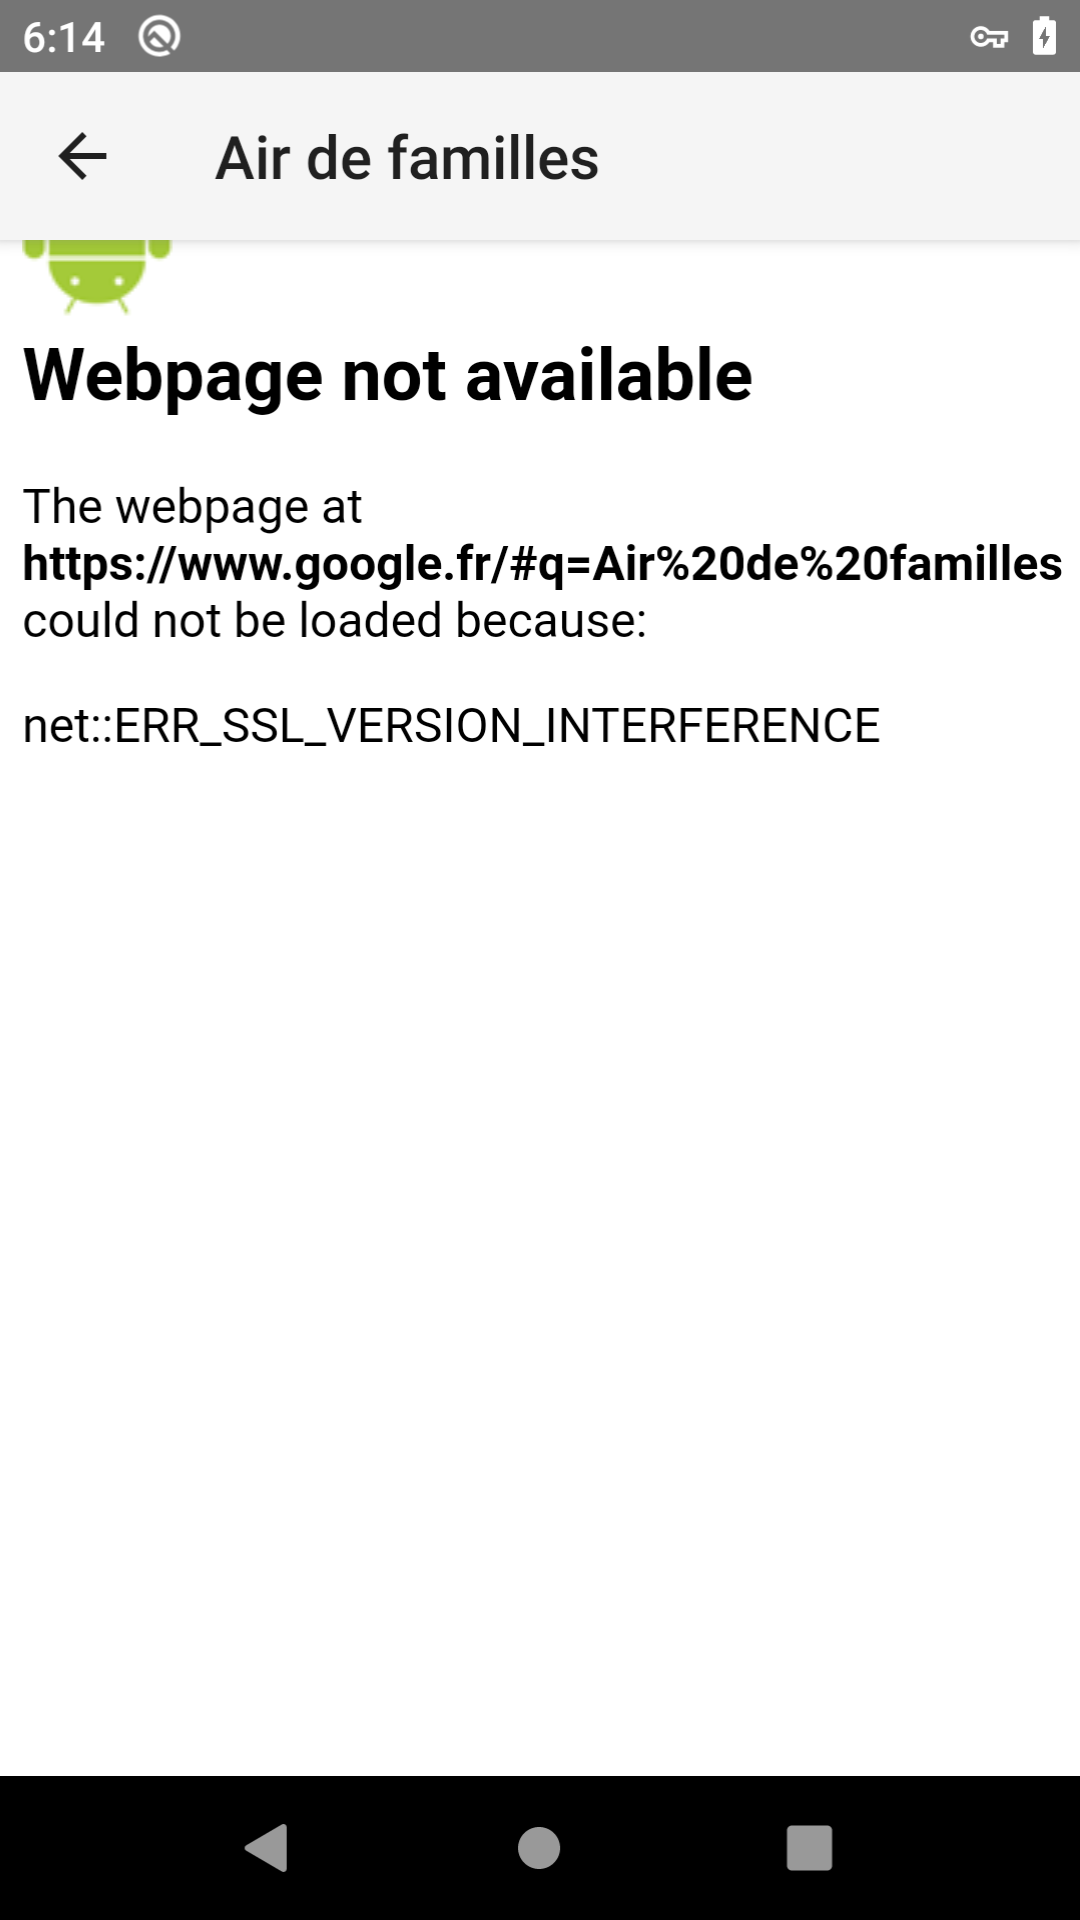 6:14
Air de familles
Webpage not available
The webpage at
https://www.google.fr/#q=Air%20de%20familles
could not be loaded because:
net::ERR_SSL_VERSION_INTERFERENCE